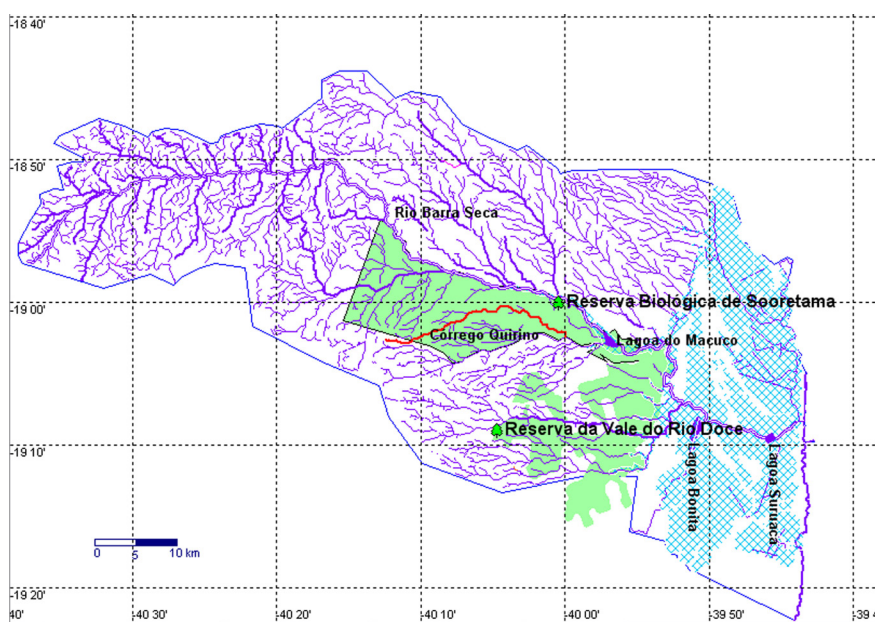 -18 40'
-18 50'
Rio Barra Seca
-19 00'
Reserva Biológica de Sooretama
Corrego Quirino
Lagoa do Macuco
Reserva da Vale do Rio Doce
-19 10'
Lagoa Bonita
Lagoa Suruaca
0 5 10 km
-19 20'
40' -40 30' -40 20' -40 10' -40 00' -39 50' -39 4